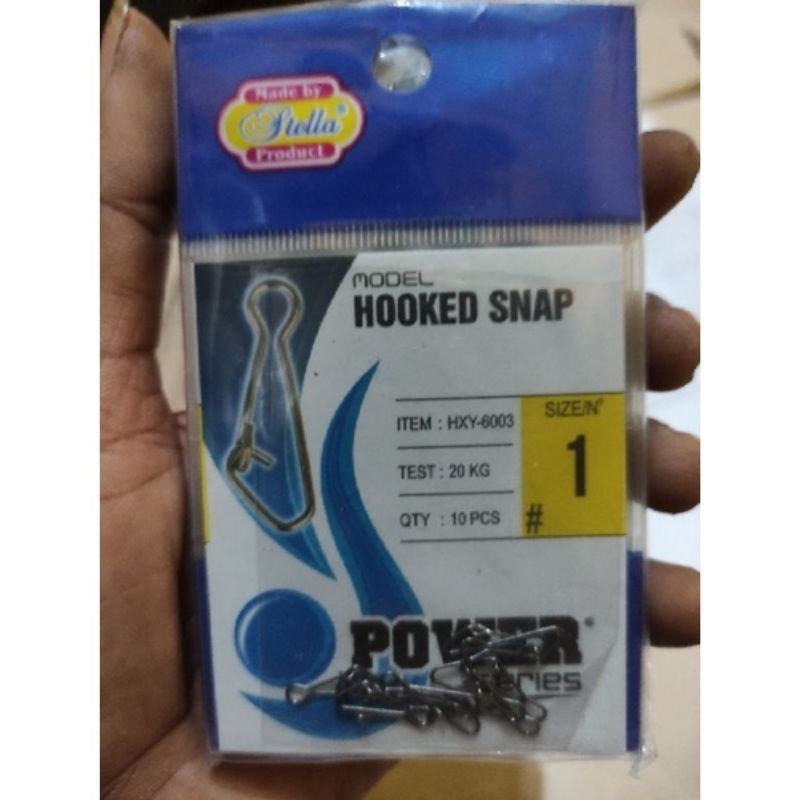 Made by
Stella®
Product
MODEL
HOOKED SNAP
ITEM : HXY-6003
TEST : 20 KG
QTY : 10 PCS
SIZE/Nº
1
#
POWER®
series